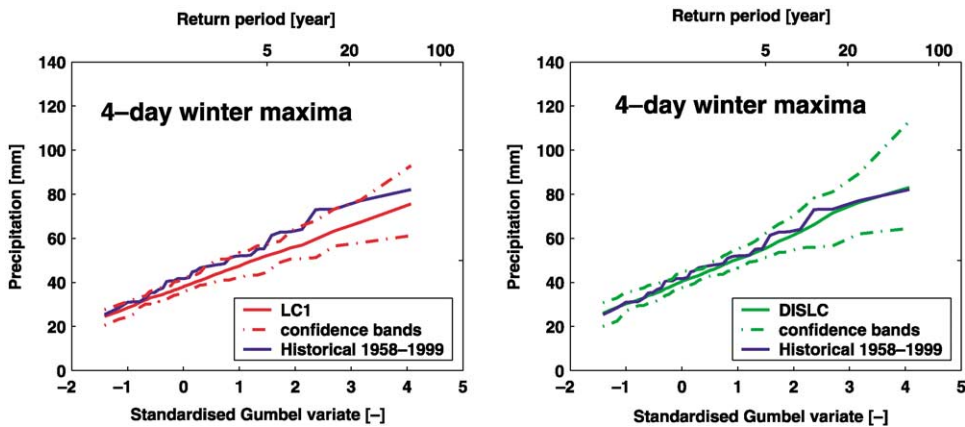 Return period [year]
5 20 100
140
120
100
80
60
40
20
0
Precipitation [mm]
4–day winter maxima
LC1
confidence bands
Historical 1958–1999
–2 –1 0 1 2 3 4 5
Standardised Gumbel variate [–]
Return period [year]
5 20 100
140
120
100
80
60
40
20
0
Precipitation [mm]
4–day winter maxima
DISLC
confidence bands
Historical 1958–1999
–2 –1 0 1 2 3 4 5
Standardised Gumbel variate [–]